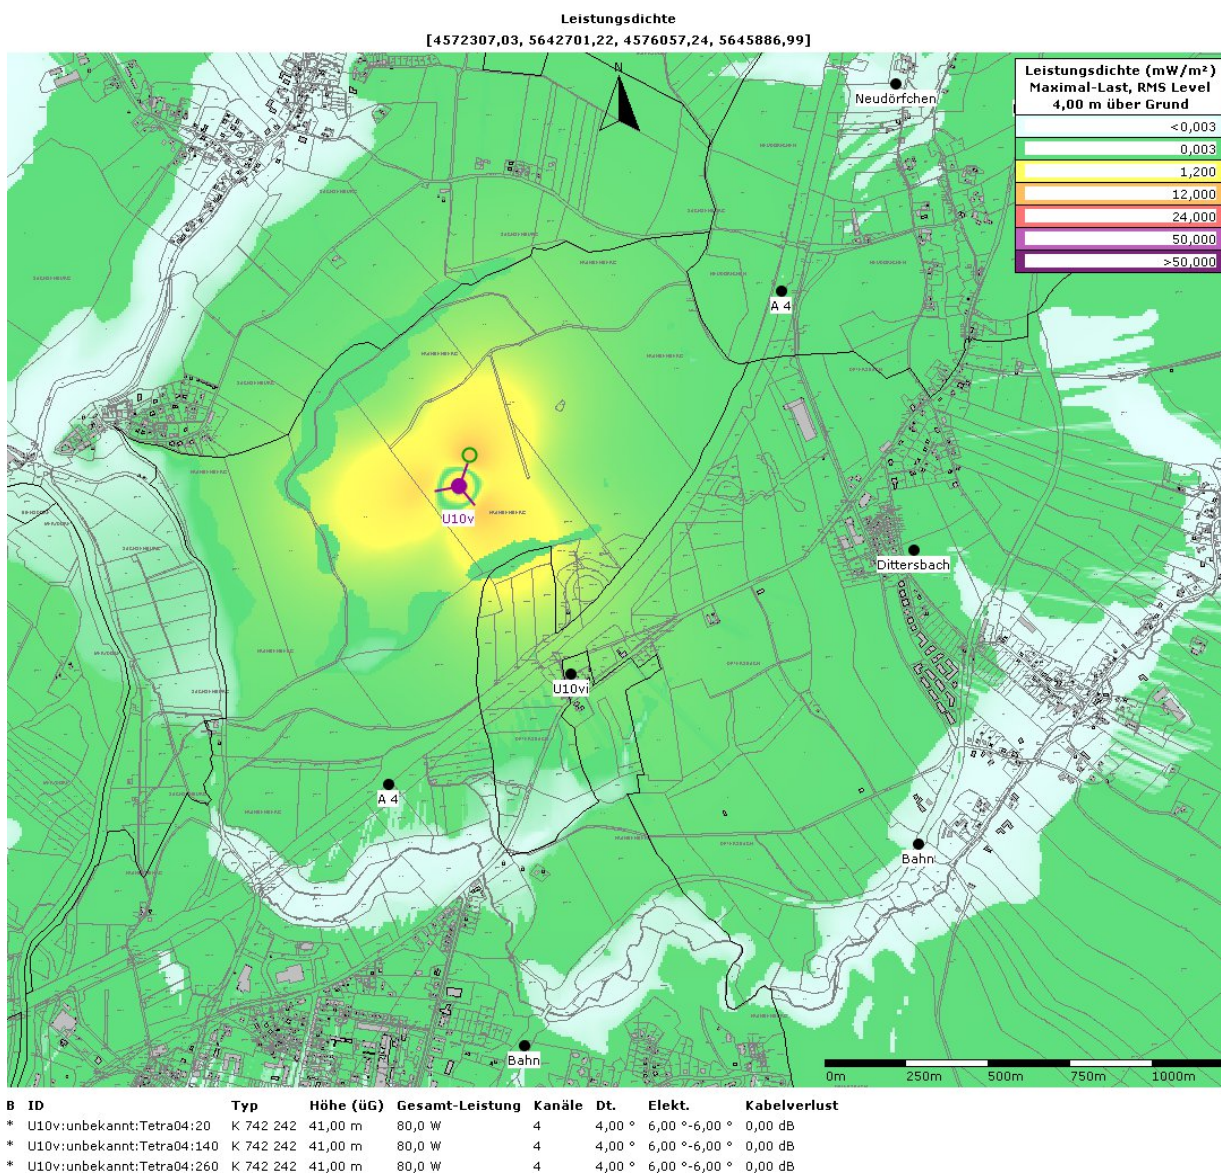 Leistungsdichte
[4572307,03, 5642701,22, 4576057,24, 5645886,99]
N
Leistungsdichte (mW/m²)
Maximal-Last, RMS Level
4,00 m über Grund
<0,003
0,003
1,200
12,000
24,000
50,000
>50,000
Neudörfchen
A 4
U10v
Dittersbach
U10vi
A 4
Bahn
Bahn
0m 250m 500m 750m 1000m
B ID Typ Höhe (üG) Gesamt-Leistung Kanäle Dt. Elekt. Kabelverlust
* U10v:unbekannt:Tetra04:20 K 742 242 41,00 m 80,0 W 4 4,00 ° 6,00 °-6,00 ° 0,00 dB
* U10v:unbekannt:Tetra04:140 K 742 242 41,00 m 80,0 W 4 4,00 ° 6,00 °-6,00 ° 0,00 dB
* U10v:unbekannt:Tetra04:260 K 742 242 41,00 m 80,0 W 4 4,00 ° 6,00 °-6,00 ° 0,00 dB